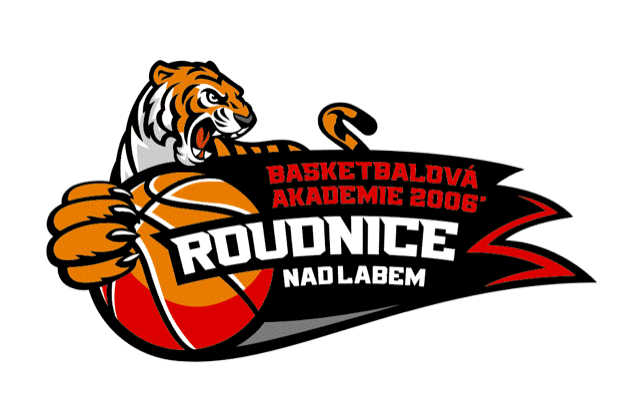 BASKETBALOVÁ
AKADEMIE 2006'
ROUDNICE
NAD LABEM